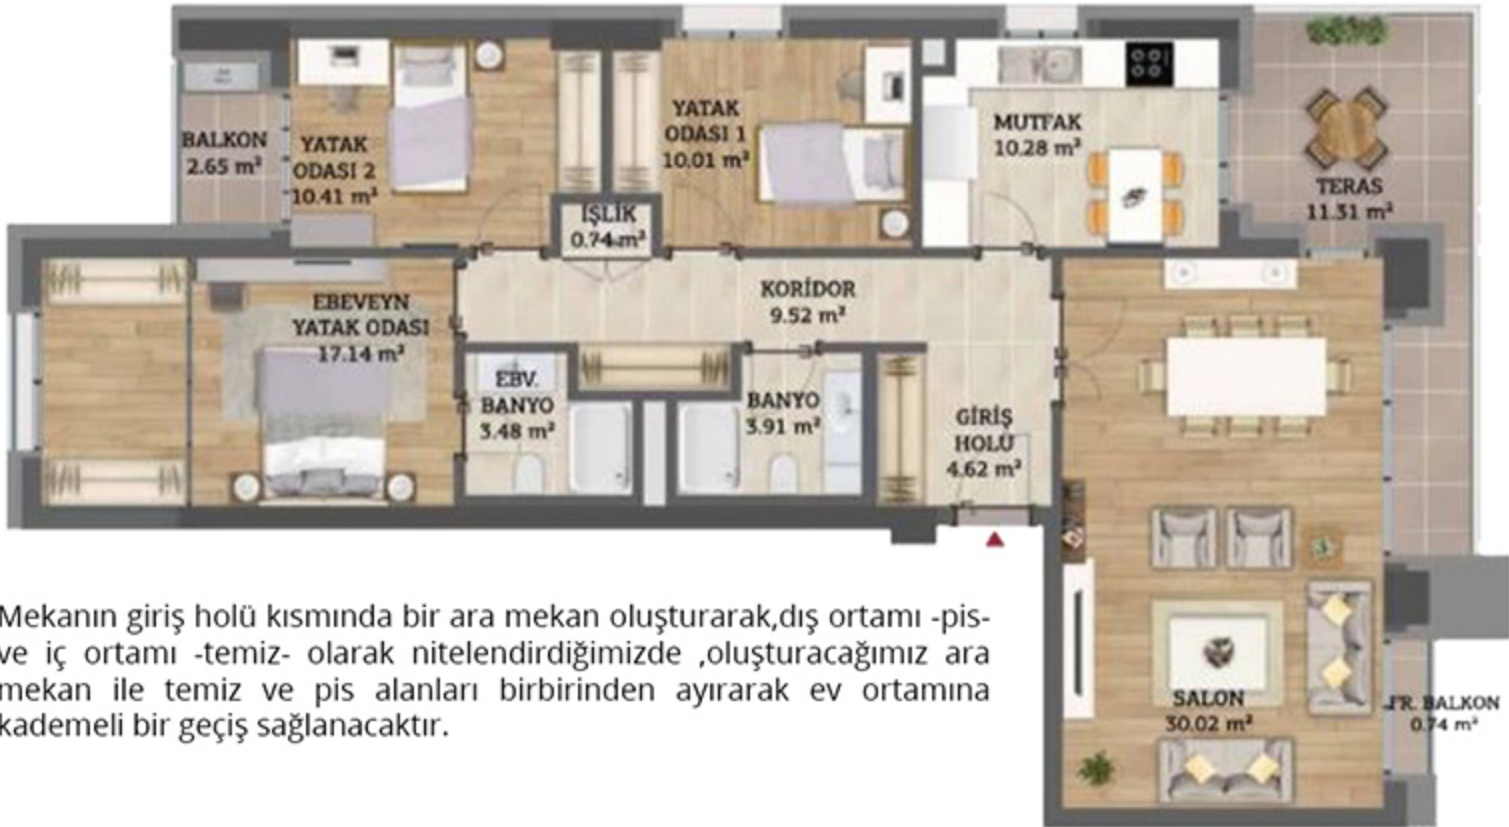 BALKON
2.65 m²
YATAK
ODASI 2
10.41 m²
İŞLİK
0.74 m²
YATAK
ODASI 1
10.01 m²
MUTFAK
10.28 m²
TERAS
11.31 m²
EBEVEYN
YATAK ODASI
17.14 m²
KORİDOR
9.52 m²
EBV.
BANYO
3.48 m²
BANYO
3.91 m²
GİRİŞ
HOLÜ
4.62 m²
SALON
30.02 m²
FR. BALKON
0.74 m²
Mekanın giriş holü kısmında bir ara mekan oluşturarak,dış ortamı -pis-
ve iç ortamı -temiz- olarak nitelendirdiğimizde ,oluşturacağımız ara
mekan ile temiz ve pis alanları birbirinden ayırarak ev ortamına
kademeli bir geçiş sağlanacaktır.